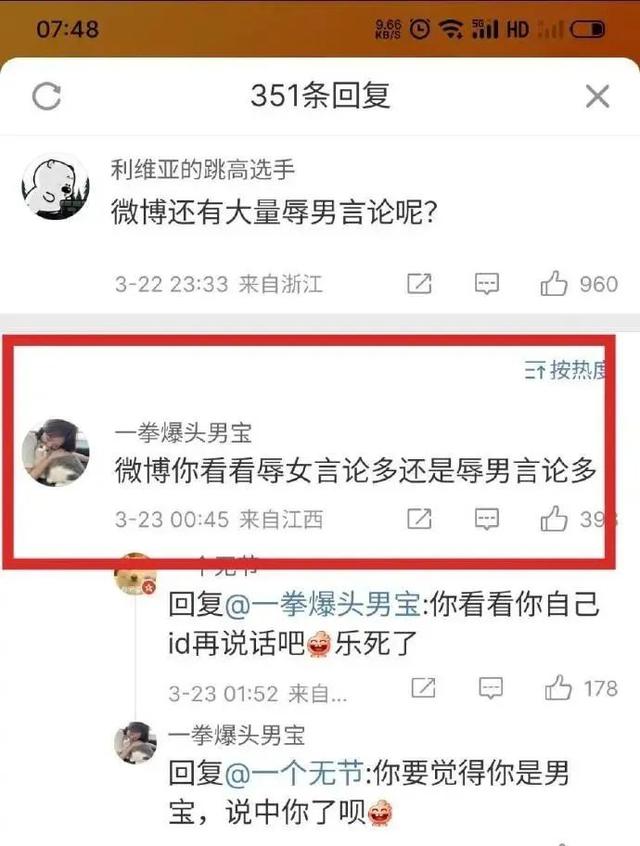 07:48
9.66
KB/S
5G
HD
351条回复
利维亚的跳高选手
微博还有大量辱男言论呢?
3-22 23:33 来自浙江
960
按热度
一拳爆头男宝
微博你看看辱女言论多还是辱男言论多
3-23 00:45 来自江西
398
一个无节
回复@一拳爆头男宝:你看看你自己
id再说话吧 乐死了
3-23 01:52 来自...
178
一拳爆头男宝
回复@一个无节:你要觉得你是男
宝，说中你了呗